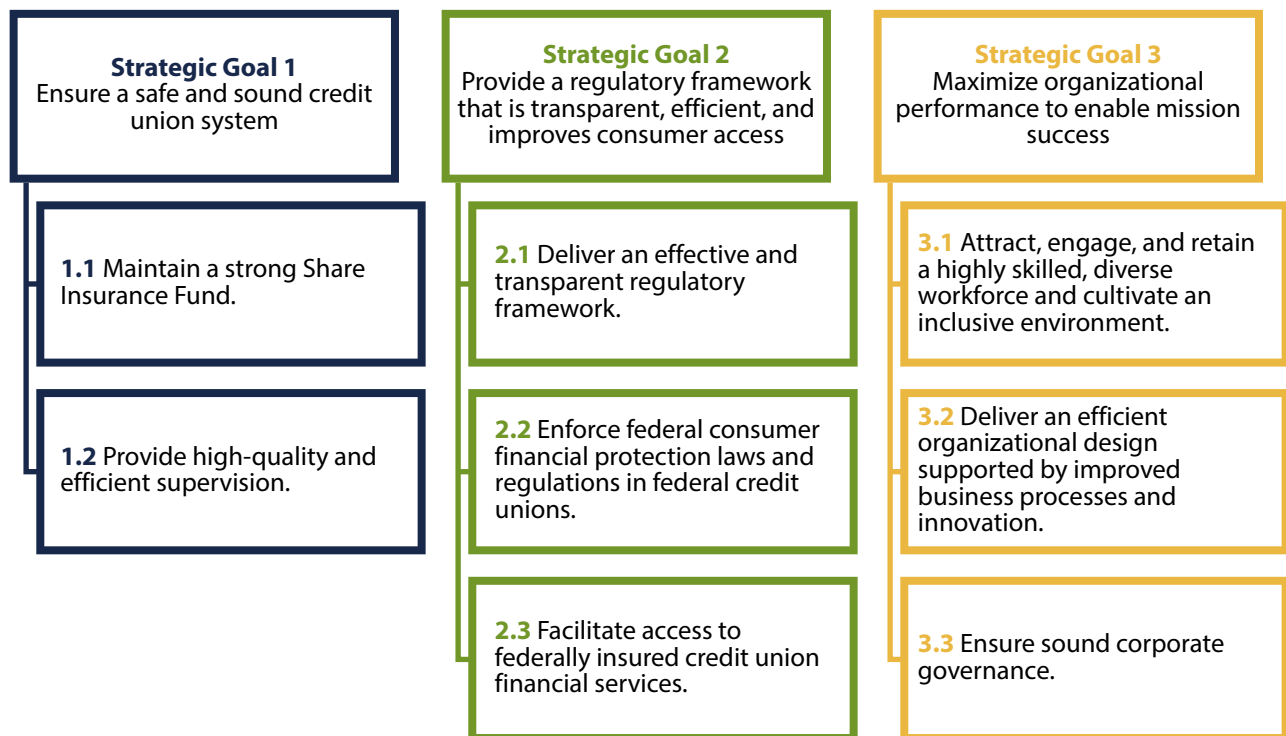 Strategic Goal 1
Ensure a safe and sound credit
union system
1.1 Maintain a strong Share
Insurance Fund.
1.2 Provide high-quality and
efficient supervision.
Strategic Goal 2
Provide a regulatory framework
that is transparent, efficient, and
improves consumer access
2.1 Deliver an effective and
transparent regulatory
framework.
2.2 Enforce federal consumer
financial protection laws and
regulations in federal credit
unions.
2.3 Facilitate access to
federally insured credit union
financial services.
Strategic Goal 3
Maximize organizational
performance to enable mission
success
3.1 Attract, engage, and retain
a highly skilled, diverse
workforce and cultivate an
inclusive environment.
3.2 Deliver an efficient
organizational design
supported by improved
business processes and
innovation.
3.3 Ensure sound corporate
governance.